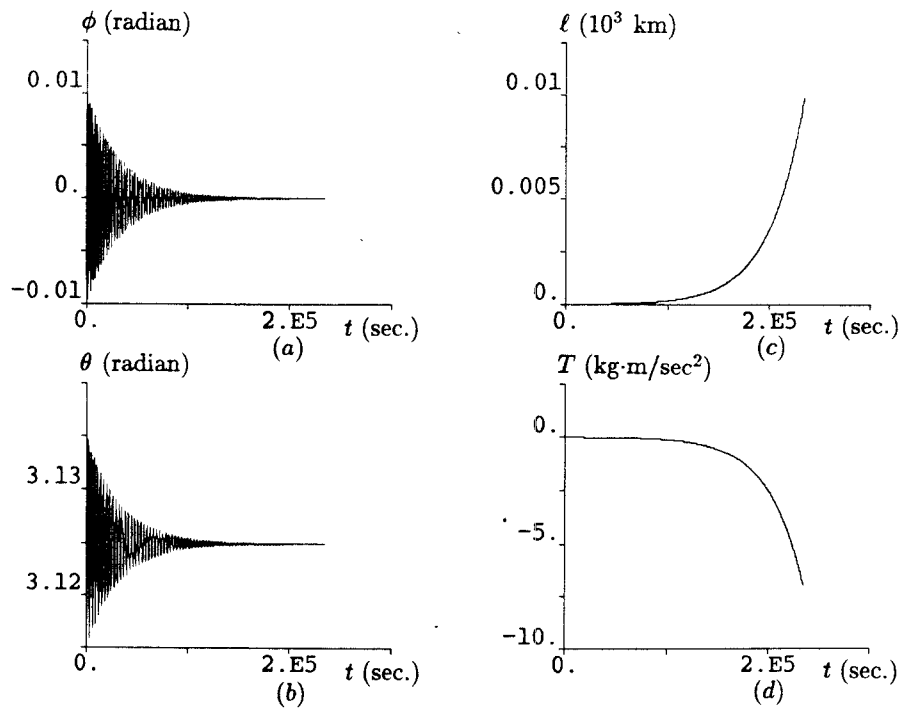 ϕ (radian)
0.01
0.
-0.01
0.
2.E5
t (sec.)
(a)
ℓ (10³ km)
0.01
0.005
0.
0.
2.E5
t (sec.)
(c)
θ (radian)
3.13
3.12
0.
2.E5
t (sec.)
(b)
T (kg·m/sec²)
0.
-5.
-10.
0.
2.E5
t (sec.)
(d)